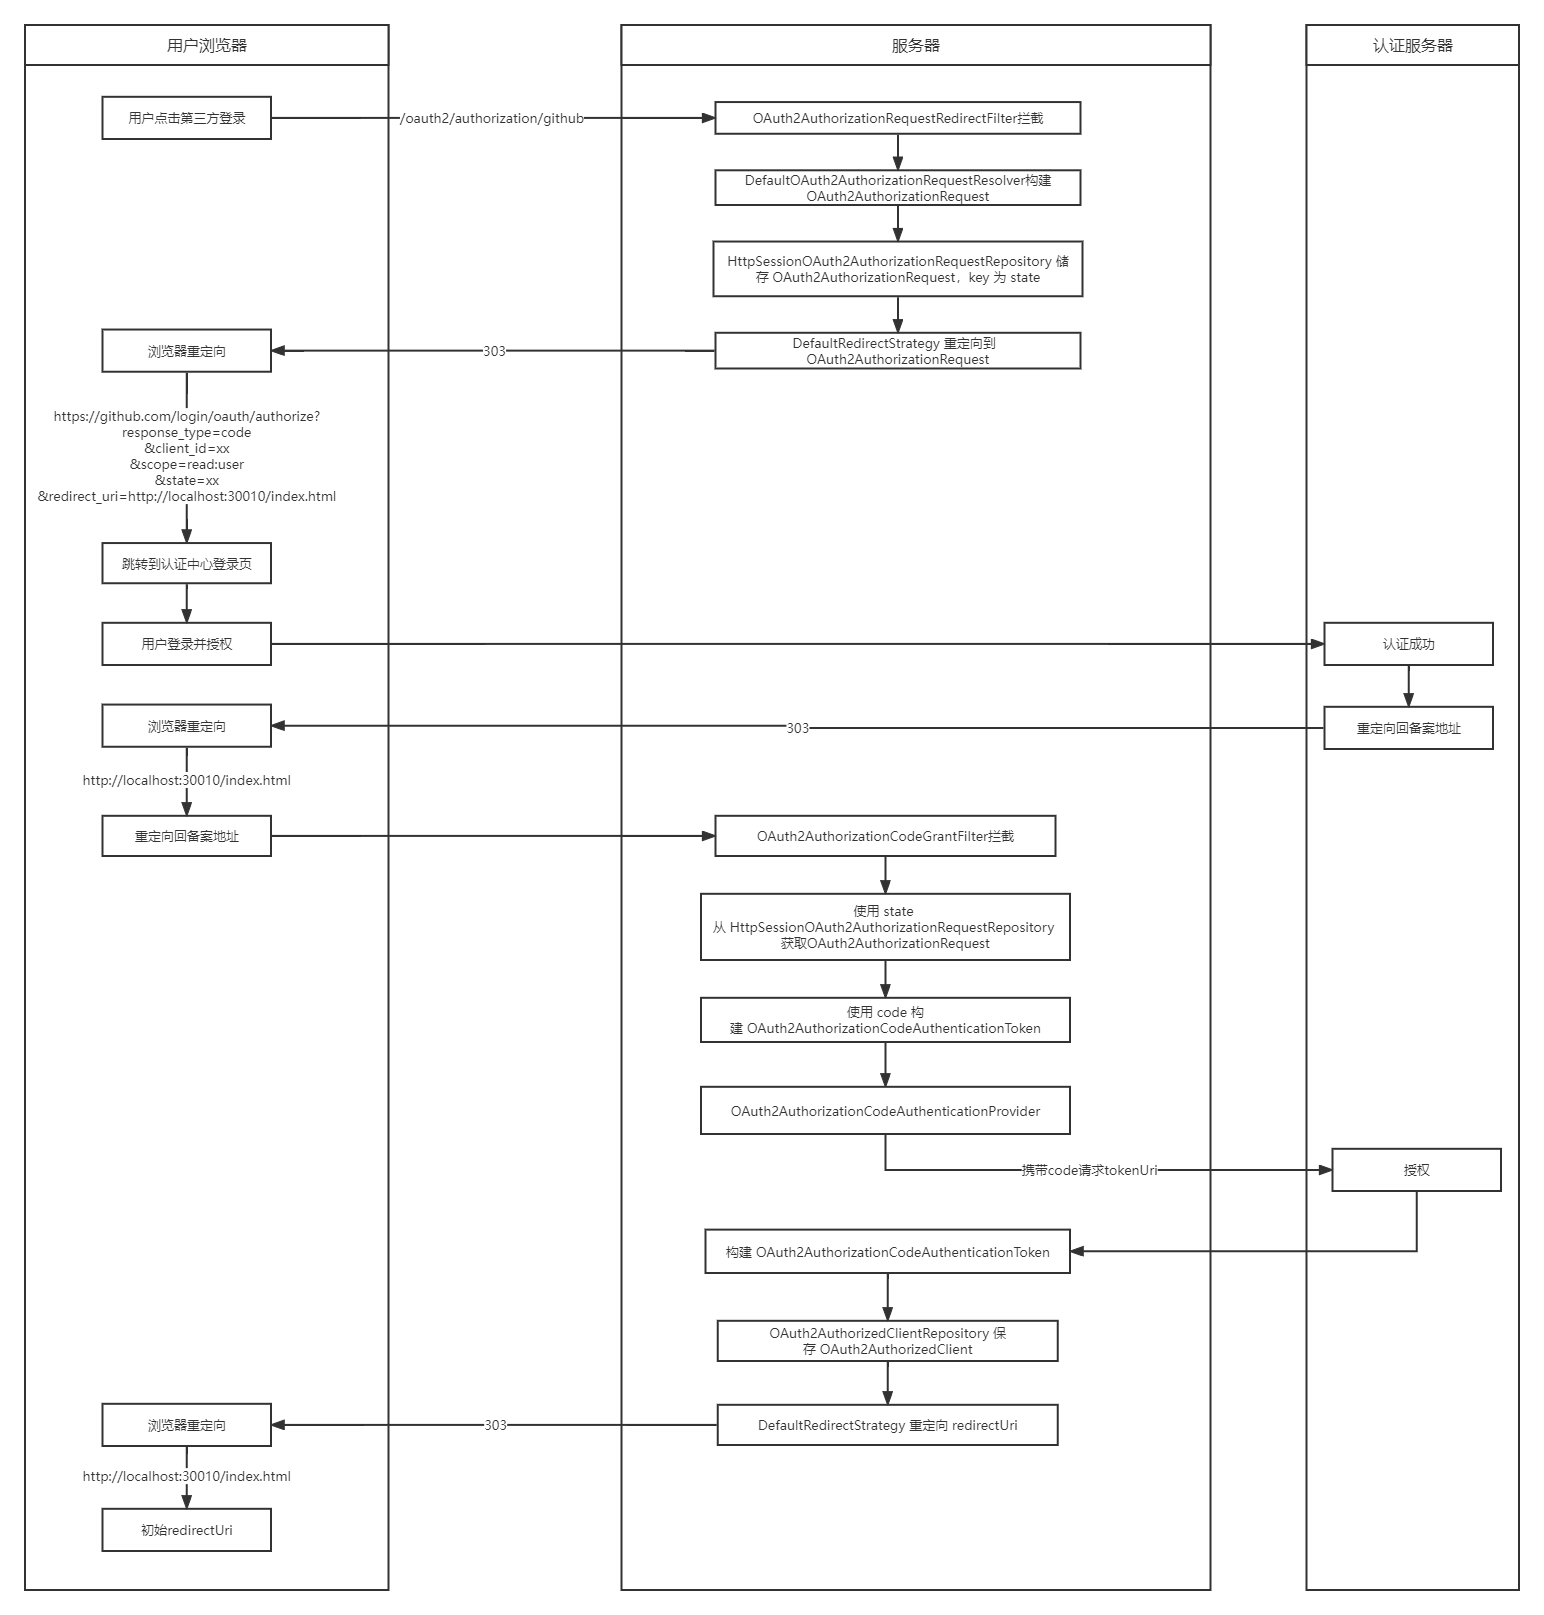 用户浏览器
服务器
认证服务器
用户点击第三方登录
/oauth2/authorization/github
OAuth2AuthorizationRequestRedirectFilter拦截
DefaultOAuth2AuthorizationRequestResolver构建
OAuth2AuthorizationRequest
HttpSessionOAuth2AuthorizationRequestRepository 储
存 OAuth2AuthorizationRequest，key 为 state
DefaultRedirectStrategy 重定向到
OAuth2AuthorizationRequest
303
浏览器重定向
https://github.com/login/oauth/authorize?
response_type=code
&client_id=xx
&scope=read:user
&state=xx
&redirect_uri=http://localhost:30010/index.html
跳转到认证中心登录页
用户登录并授权
认证成功
重定向回备案地址
303
浏览器重定向
http://localhost:30010/index.html
重定向回备案地址
OAuth2AuthorizationCodeGrantFilter拦截
使用 state
从 HttpSessionOAuth2AuthorizationRequestRepository
获取OAuth2AuthorizationRequest
使用 code 构
建 OAuth2AuthorizationCodeAuthenticationToken
OAuth2AuthorizationCodeAuthenticationProvider
携带code请求tokenUri
授权
构建 OAuth2AuthorizationCodeAuthenticationToken
OAuth2AuthorizedClientRepository 保
存 OAuth2AuthorizedClient
DefaultRedirectStrategy 重定向 redirectUri
303
浏览器重定向
http://localhost:30010/index.html
初始redirectUri